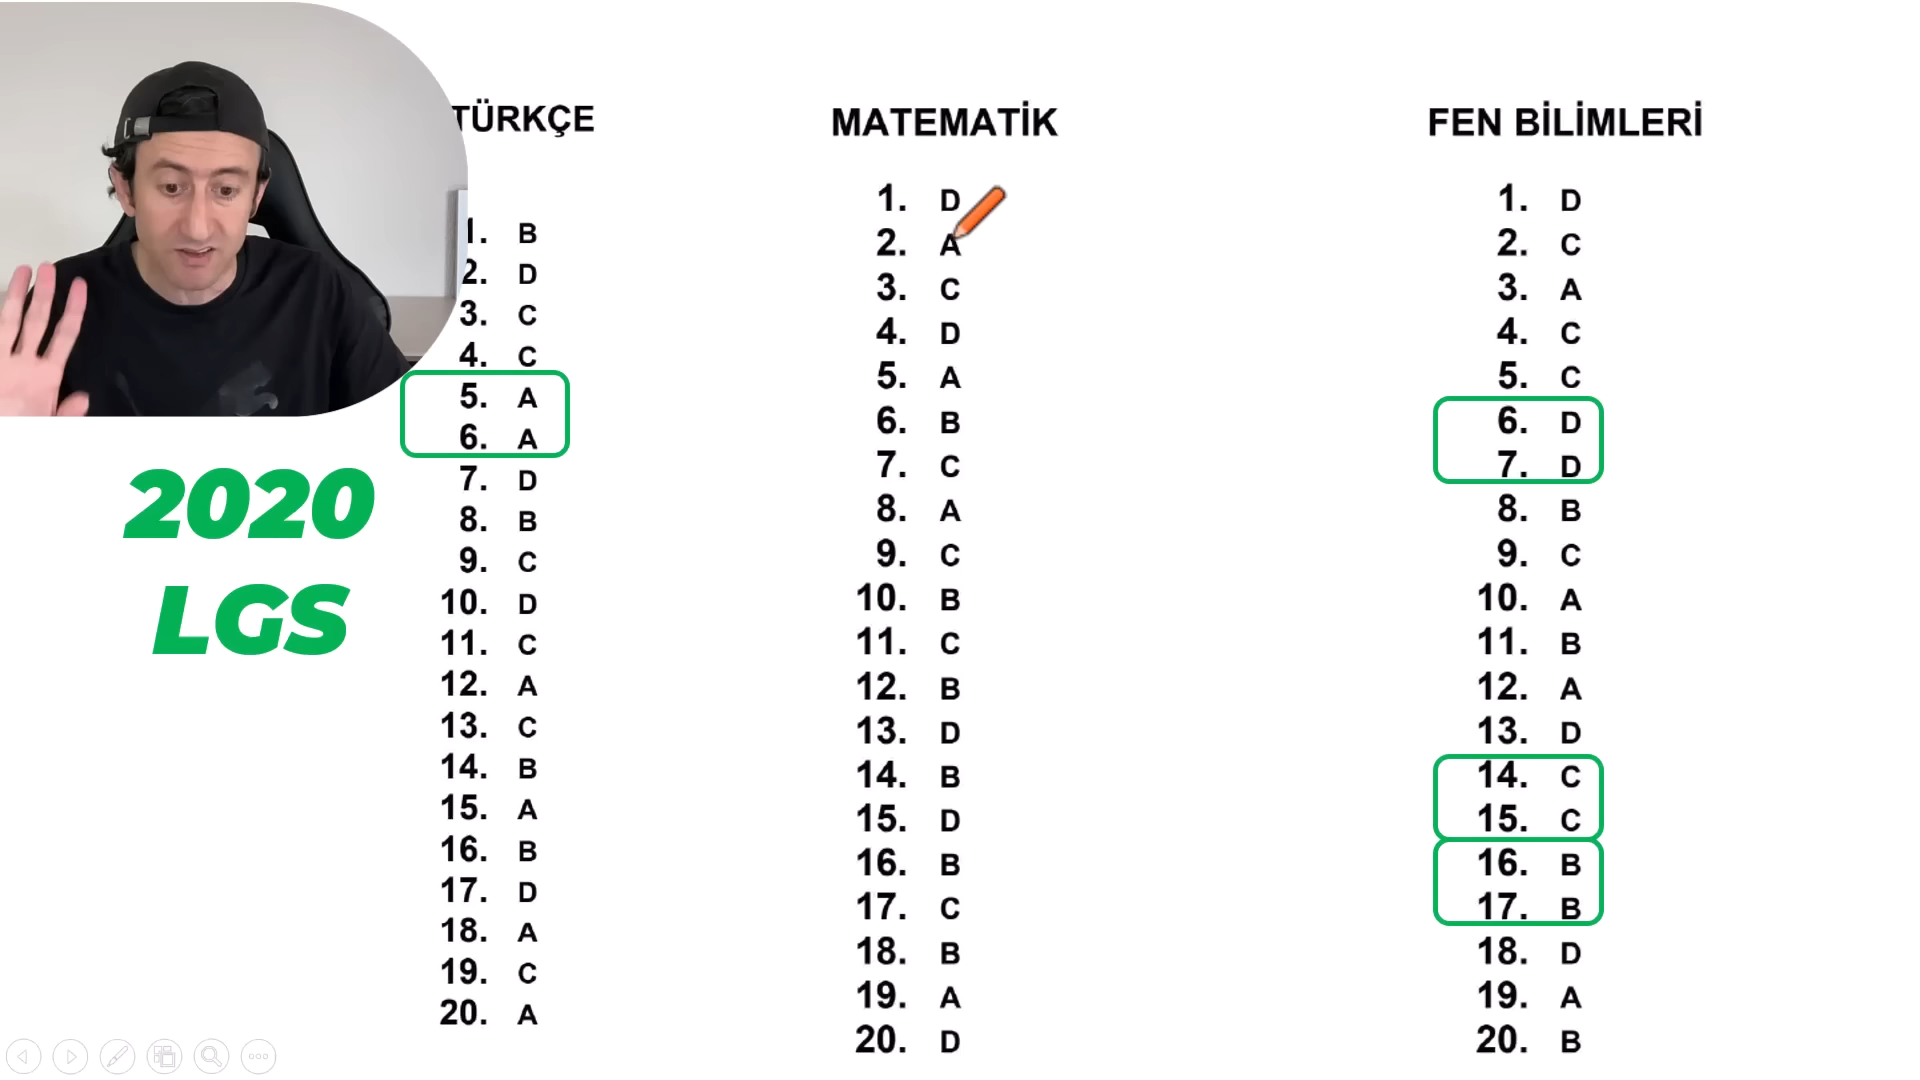 TÜRKÇE
1. B
2. D
3. C
4. C
5. A
6. A
7. D
8. B
9. C
10. D
11. C
12. A
13. C
14. B
15. A
16. B
17. D
18. A
19. C
20. A
2020
LGS
MATEMATİK
1. D
2. A
3. C
4. D
5. A
6. B
7. C
8. A
9. C
10. B
11. C
12. B
13. D
14. B
15. D
16. B
17. C
18. B
19. A
20. D
FEN BİLİMLERİ
1. D
2. C
3. A
4. C
5. C
6. D
7. D
8. B
9. C
10. A
11. B
12. A
13. D
14. C
15. C
16. B
17. B
18. D
19. A
20. B